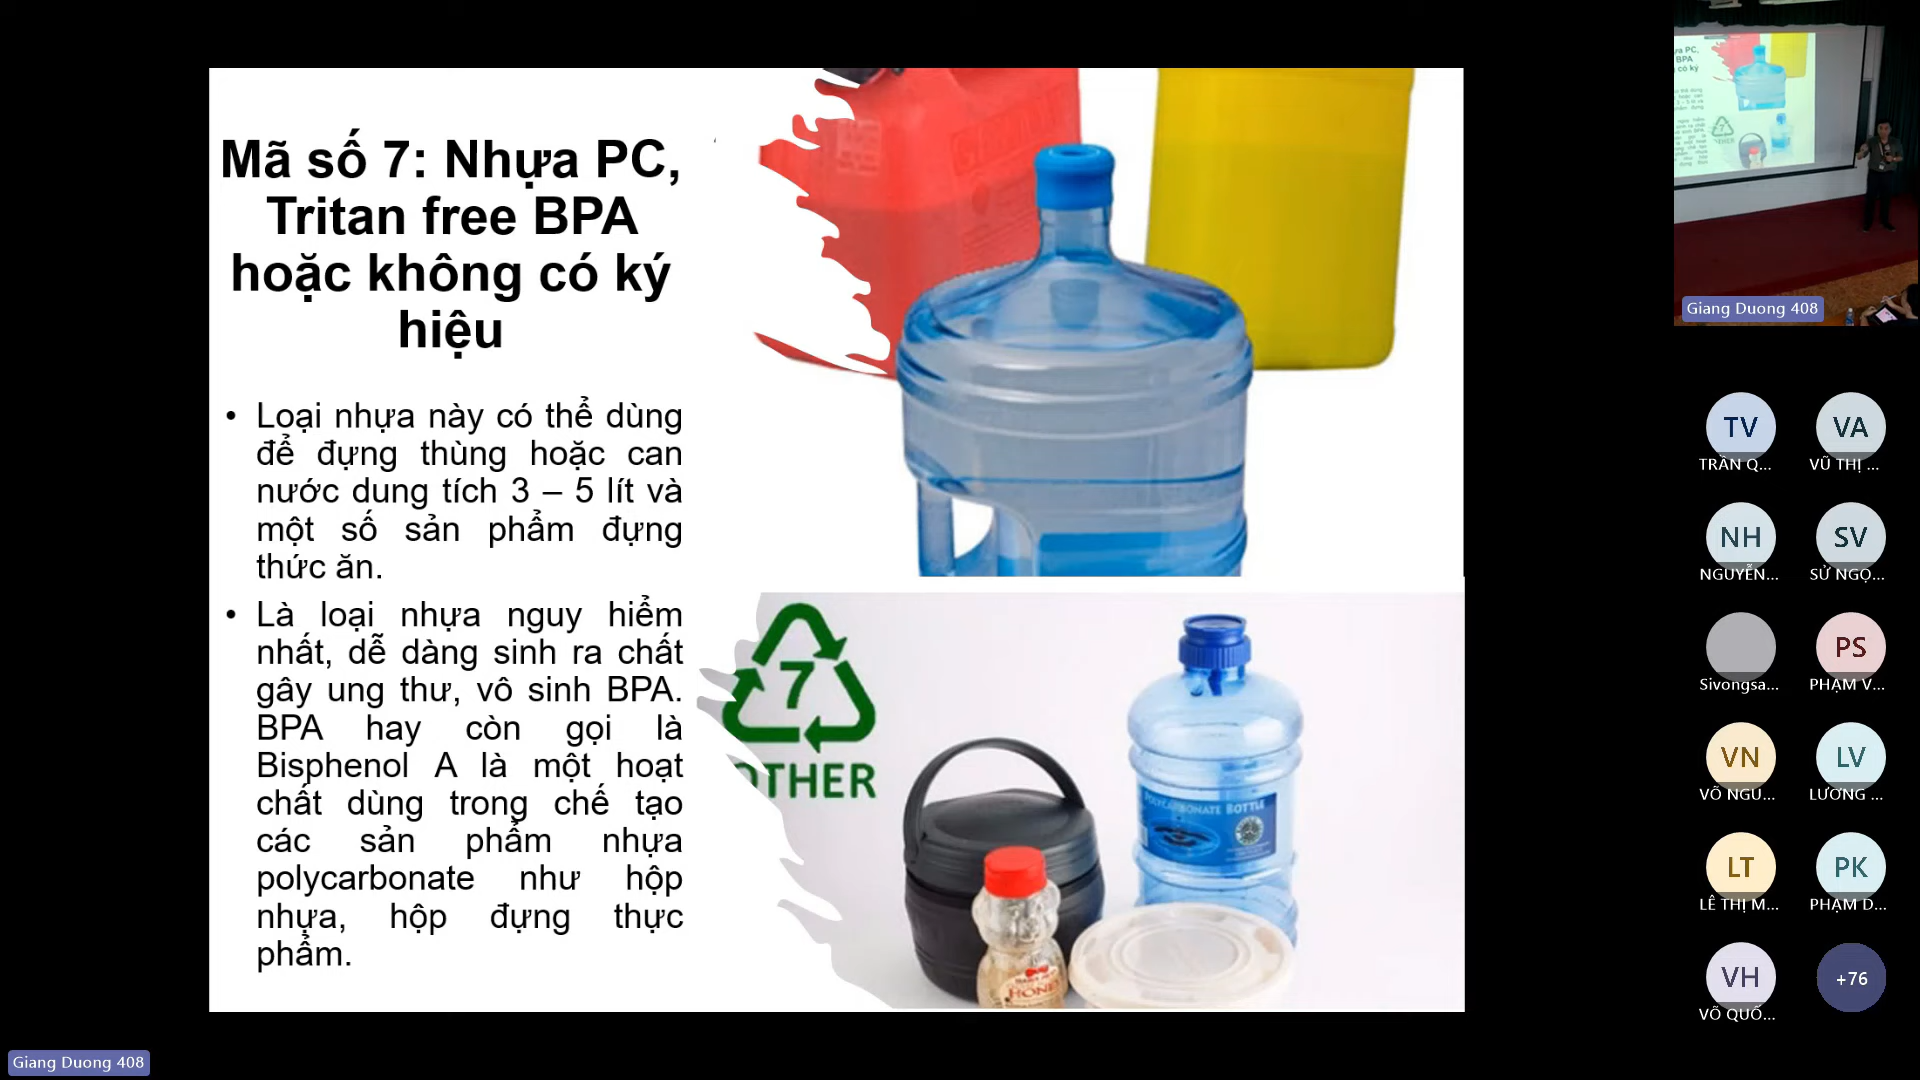 Mã số 7: Nhựa PC,
Tritan free BPA
hoặc không có ký
hiệu
• Loại nhựa này có thể dùng
để đựng thùng hoặc can
nước dung tích 3 – 5 lít và
một số sản phẩm đựng
thức ăn.
• Là loại nhựa nguy hiểm
nhất, dễ dàng sinh ra chất
gây ung thư, vô sinh BPA.
BPA hay còn gọi là
Bisphenol A là một hoạt
chất dùng trong chế tạo
các sản phẩm nhựa
polycarbonate như hộp
nhựa, hộp đựng thực
phẩm.
7
OTHER
POLYCARBONATE BOTTLE
HONEY
Giang Duong 408
TV
TRẦN Q...
VA
VŨ THỊ ...
NH
NGUYỄN...
SV
SỬ NGỌ...
Sivongsa...
PS
PHẠM V...
VN
VÕ NGU...
LV
LƯƠNG ...
LT
LÊ THỊ M...
PK
PHẠM D...
VH
VÕ QUỐ...
+76
Giang Duong 408